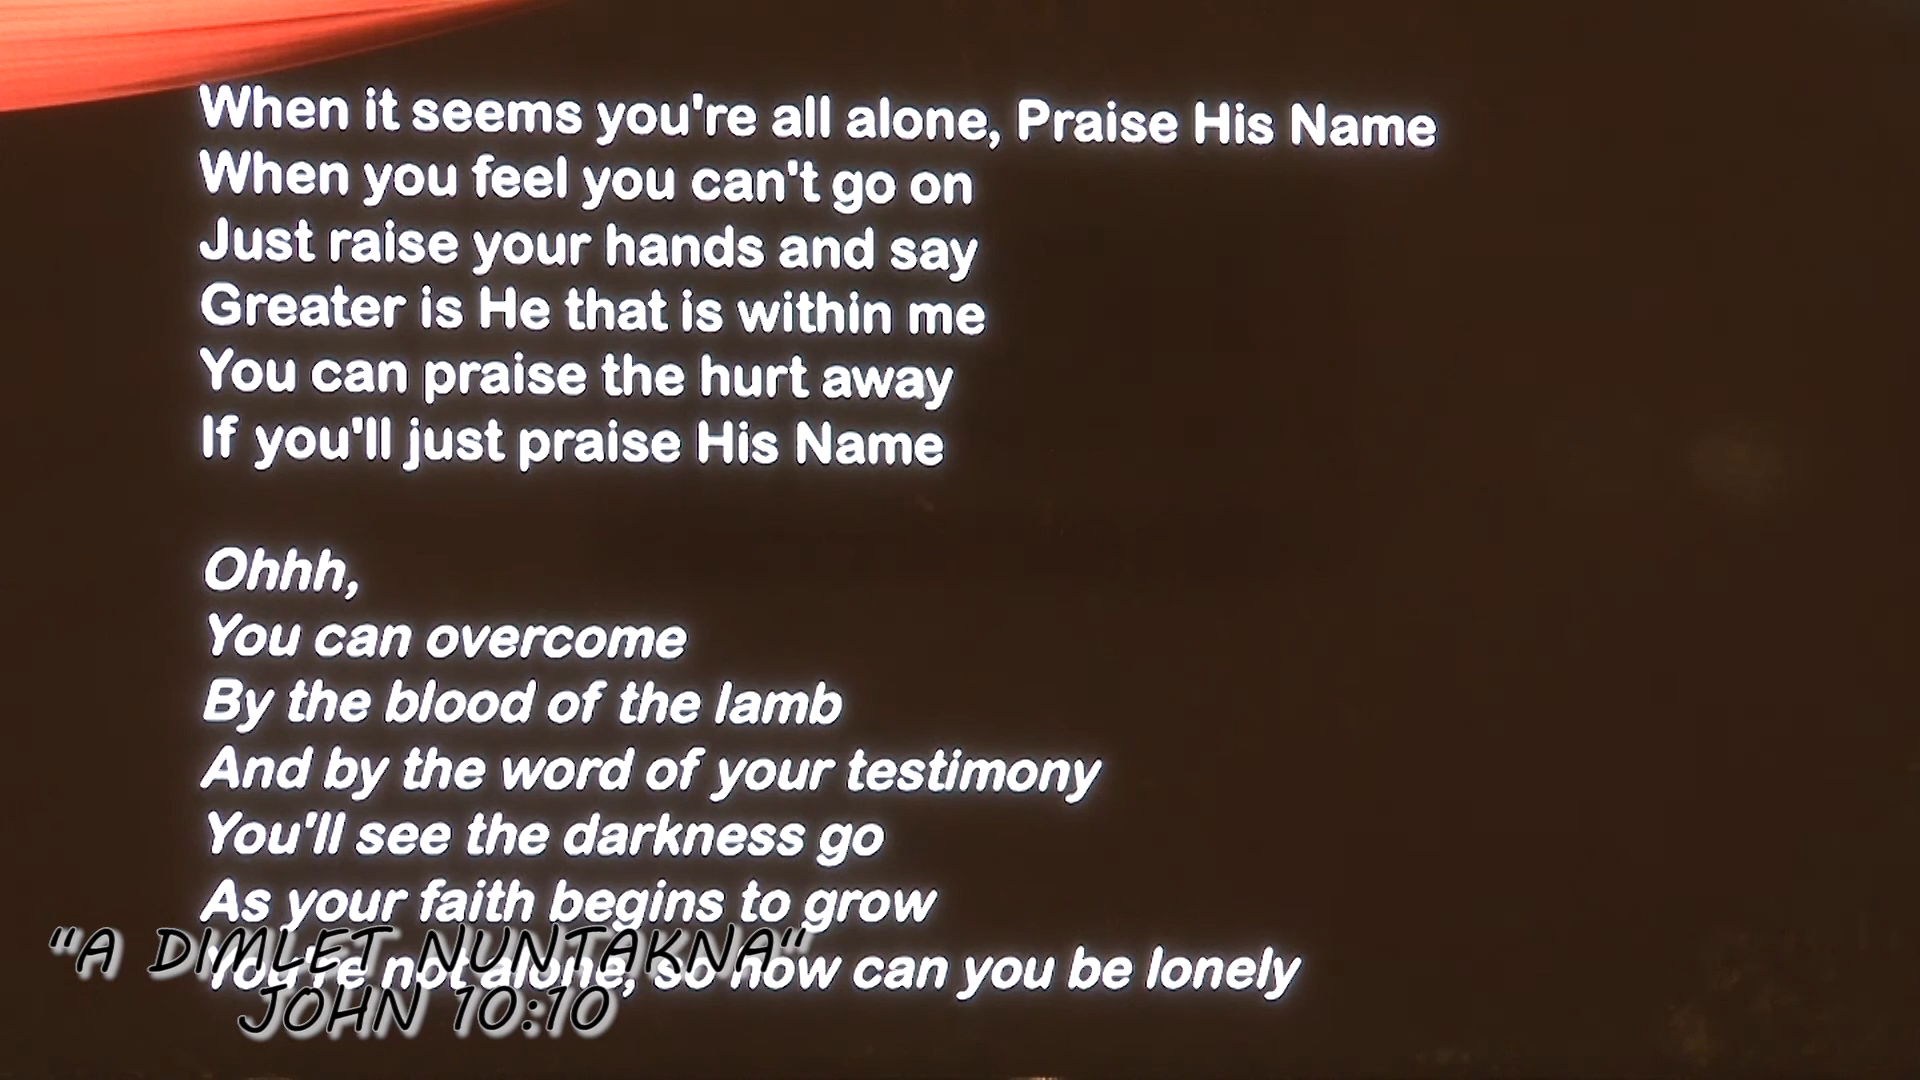 When it seems you're all alone, Praise His Name
When you feel you can't go on
Just raise your hands and say
Greater is He that is within me
You can praise the hurt away
If you'll just praise His Name
Ohhh,
You can overcome
By the blood of the lamb
And by the word of your testimony
You'll see the darkness go
As your faith begins to grow
You're not alone, so how can you be lonely
"A DIMLET NUNTAKNA"
JOHN 10:10